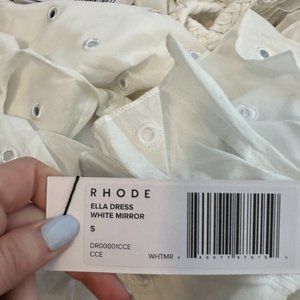 RHODE
ELLA DRESS
WHITE MIRROR
S
DR00001CCE
CCE
WHTMR